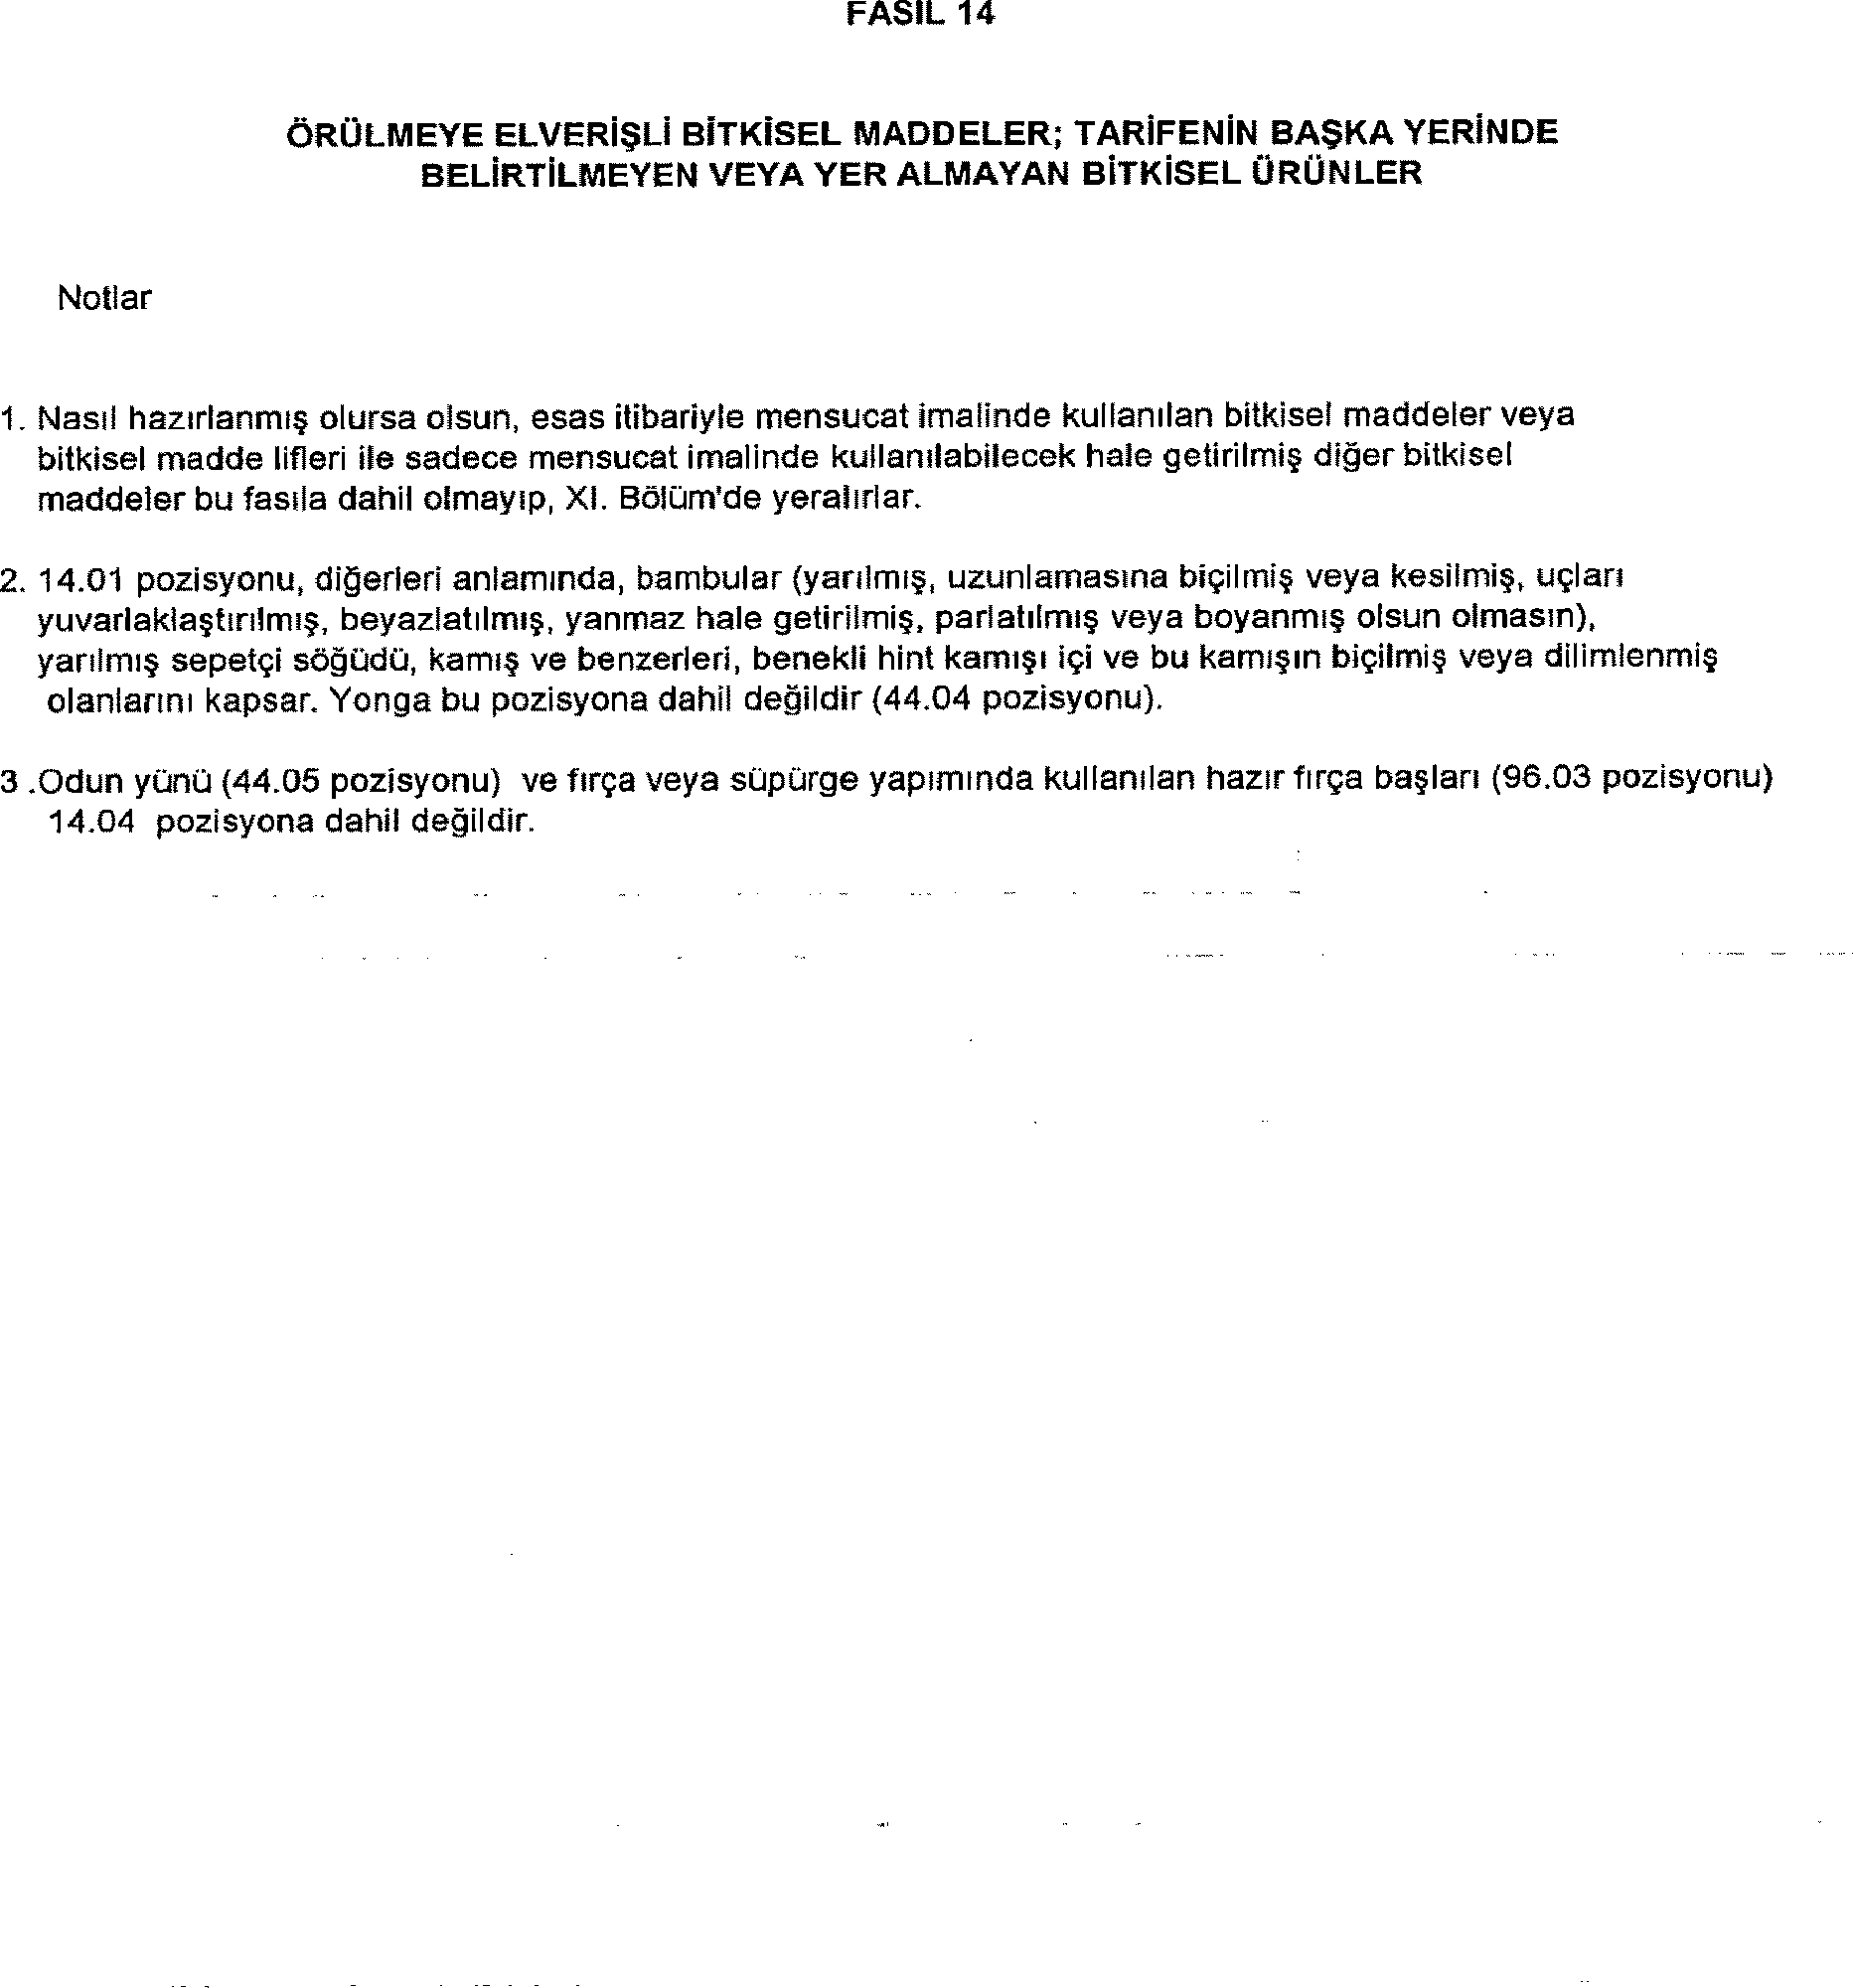 FASIL 14
ÖRÜLMEYE ELVERİŞLİ BİTKİSEL MADDELER; TARİFENİN BAŞKA YERİNDE
BELİRTİLMEYEN VEYA YER ALMAYAN BİTKİSEL ÜRÜNLER
Notlar
1. Nasıl hazırlanmış olursa olsun, esas itibariyle mensucat imalinde kullanılan bitkisel maddeler veya
bitkisel madde lifleri ile sadece mensucat imalinde kullanılabilecek hale getirilmiş diğer bitkisel
maddeler bu fasıla dahil olmayıp, XI. Bölüm'de yeralırlar.
2. 14.01 pozisyonu, diğerleri anlamında, bambular (yarılmış, uzunlamasına biçilmiş veya kesilmiş, uçları
yuvarlaklaştırılmış, beyazlatılmış, yanmaz hale getirilmiş, parlatılmış veya boyanmış olsun olmasın),
yarılmış sepetçi söğüdü, kamış ve benzerleri, benekli hint kamışı içi ve bu kamışın biçilmiş veya dilimlenmiş
olanlarını kapsar. Yonga bu pozisyona dahil değildir (44.04 pozisyonu).
3 .Odun yünü (44.05 pozisyonu) ve fırça veya süpürge yapımında kullanılan hazır fırça başları (96.03 pozisyonu)
14.04 pozisyona dahil değildir.